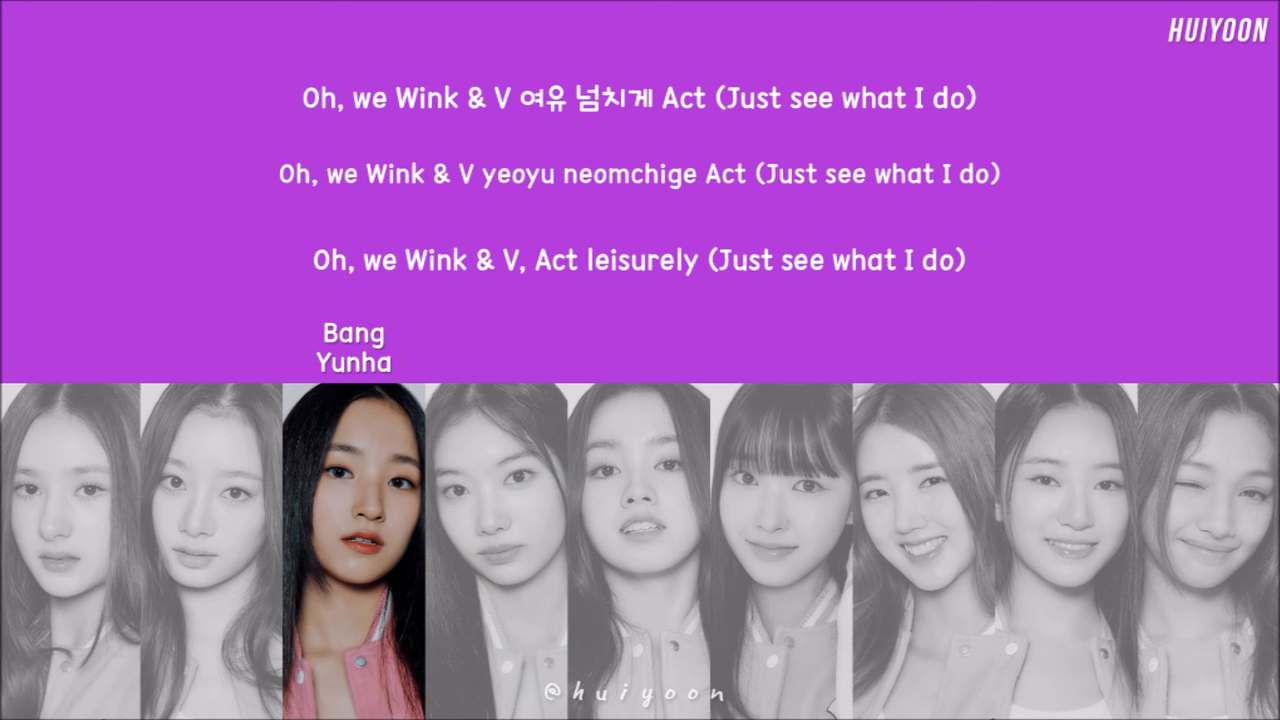 HUIYOON
Oh, we Wink & V 여유 넘치게 Act (Just see what I do)
Oh, we Wink & V yeoyu neomchige Act (Just see what I do)
Oh, we Wink & V, Act leisurely (Just see what I do)
Bang
Yunha
@huiyoon